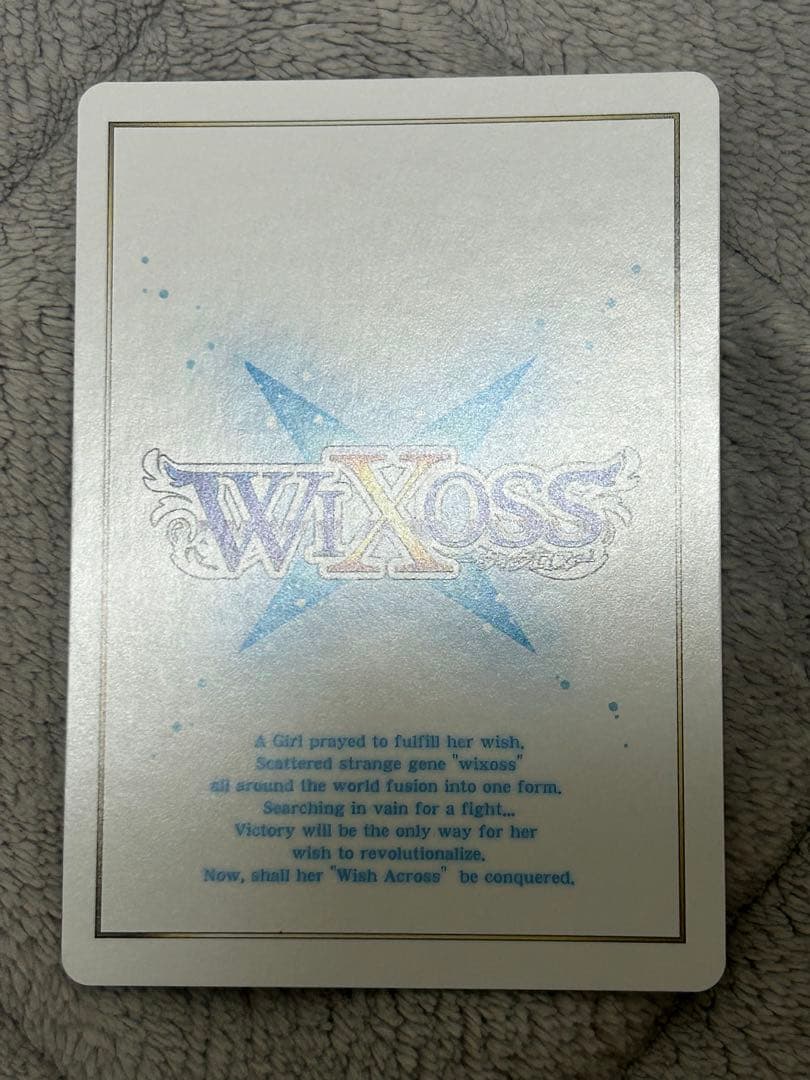 WIXOSS
A Girl prayed to fulfill her wish.
Scattered strange gene "wixoss"
all around the world fusion into one form.
Searching in vain for a fight...
Victory will be the only way for her
wish to revolutionalize.
Now, shall her "Wish Across" be conquered.